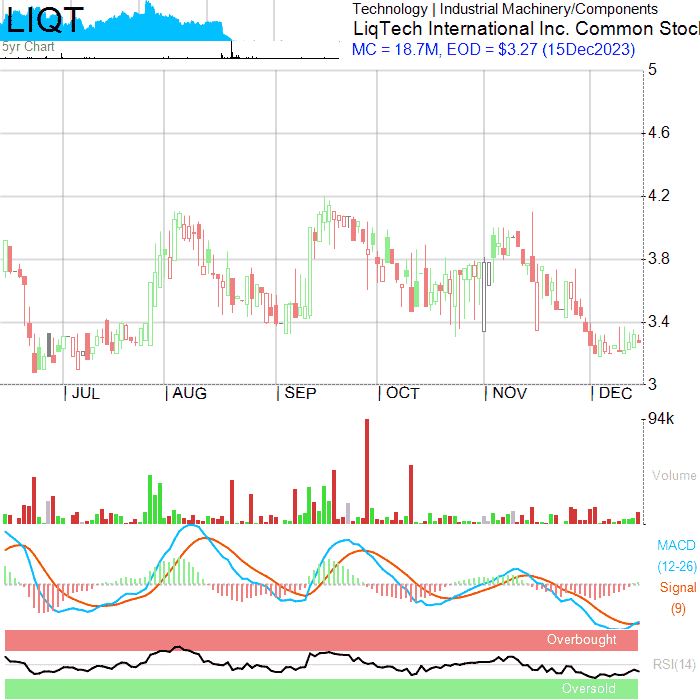 LIQT
5yr Chart
Technology | Industrial Machinery/Components
LiqTech International Inc. Common Stoc
MC = 18.7M, EOD = $3.27 (15Dec2023)
5
4.6
4.2
3.8
3.4
3
JUL AUG SEP OCT NOV DEC
94k
Volume
MACD
(12-26)
Signal
(9)
Overbought
RSI(14)
Oversold